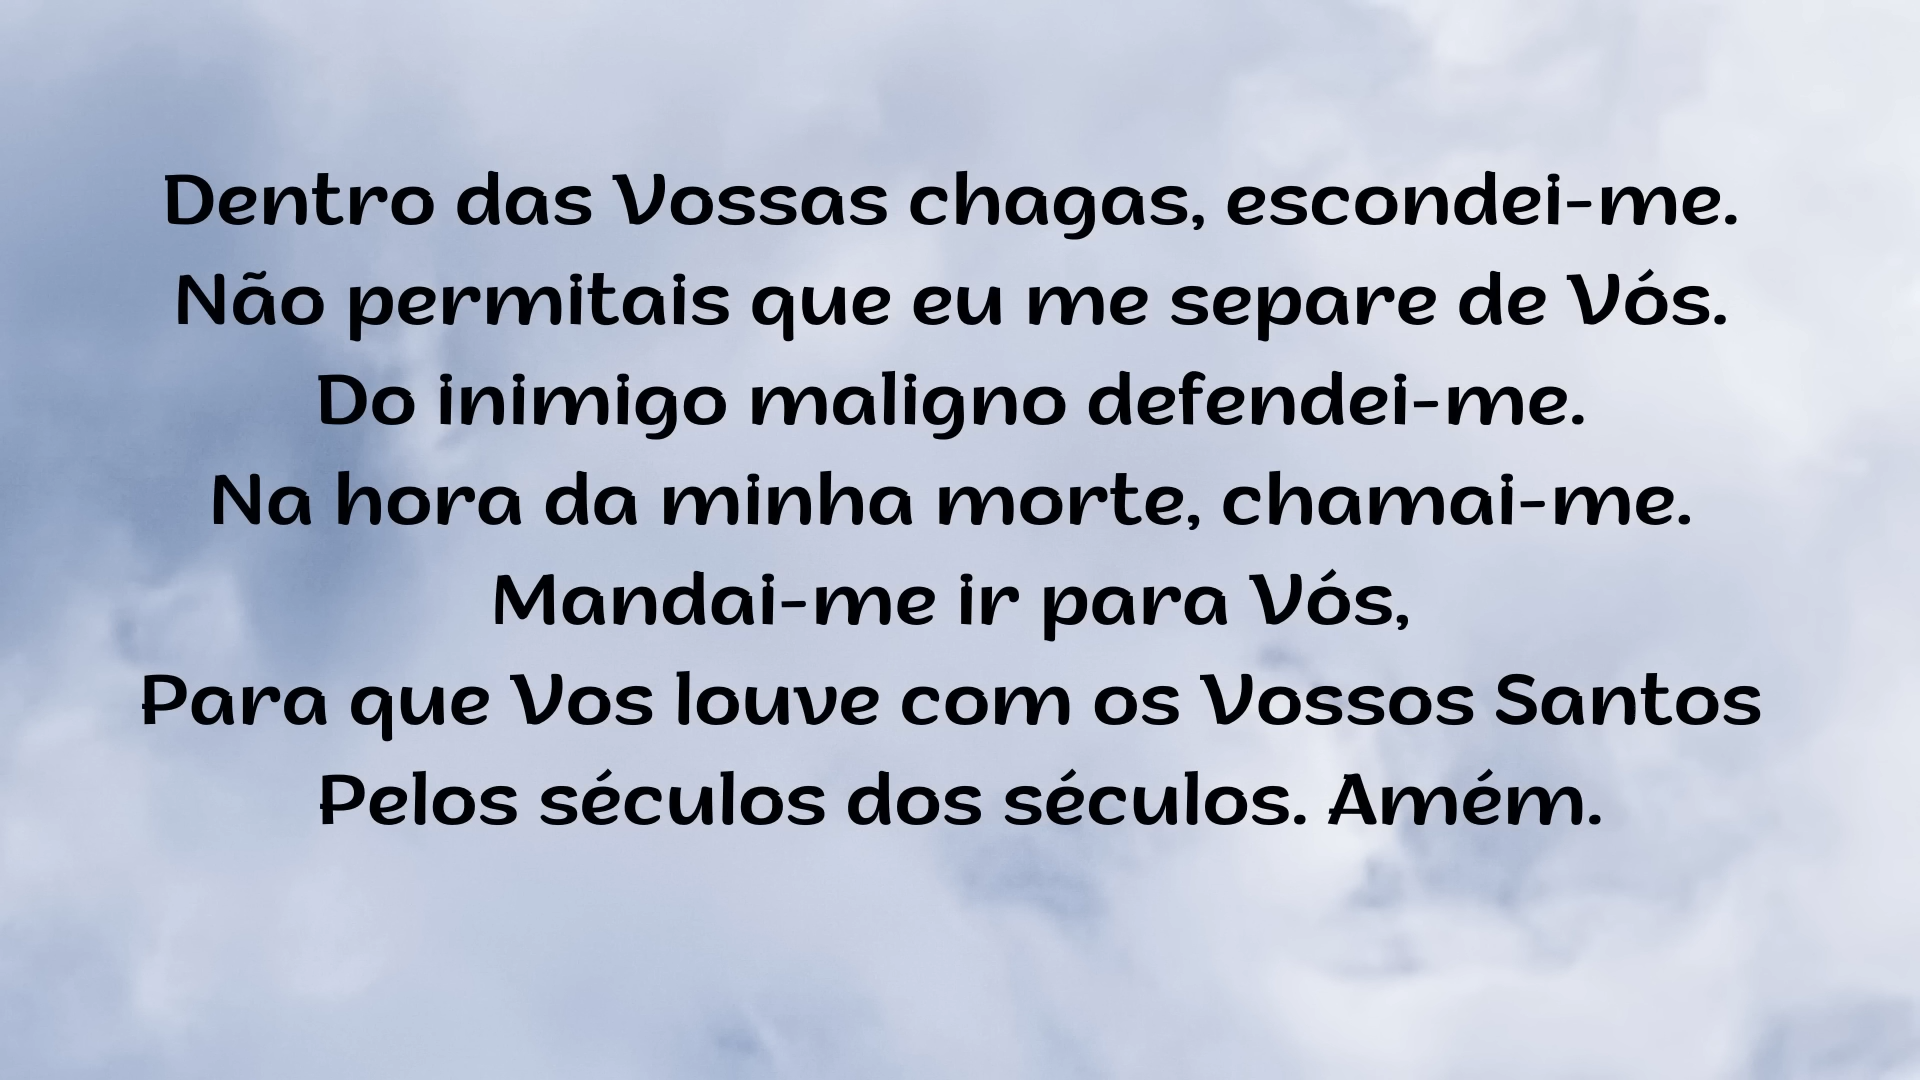 Dentro das Vossas chagas, escondei-me.
Não permitais que eu me separe de Vós.
Do inimigo maligno defendei-me.
Na hora da minha morte, chamai-me.
Mandai-me ir para Vós,
Para que Vos louve com os Vossos Santos
Pelos séculos dos séculos. Amém.